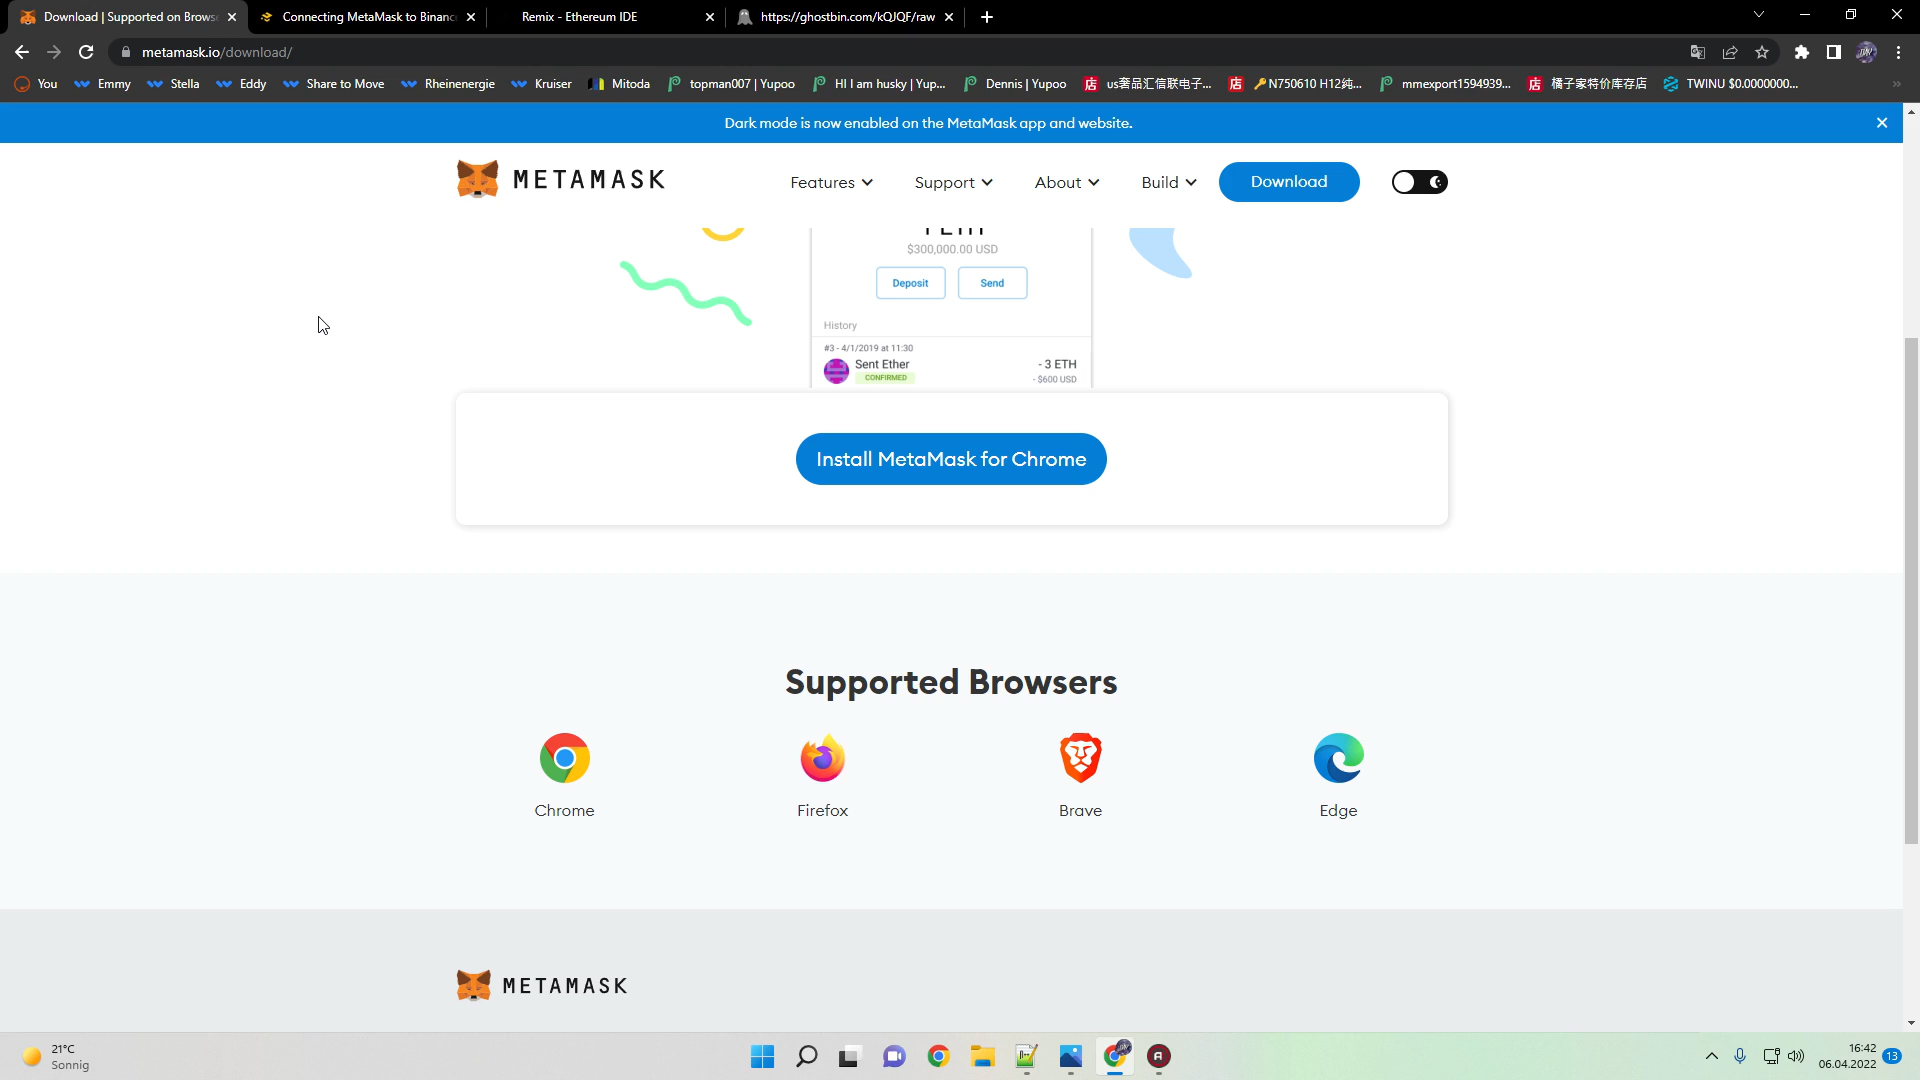 Download | Supported on Brows
Connecting MetaMask to Binanc
Remix - Ethereum IDE
https://ghostbin.com/kQJQF/raw
metamask.io/download/
You
Emmy
Stella
Eddy
Share to Move
Rheinenergie
Kruiser
Mitoda
topman007 | Yupoo
HI I am husky | Yup...
Dennis | Yupoo
店 us奢品汇信联电子...
店 🔑N750610 H12纯...
mmexport1594939...
店 橘子家特价库存店
TWINU $0.0000000...
Dark mode is now enabled on the MetaMask app and website.
METAMASK
Features
Support
About
Build
Download
1 ETH
$300,000.00 USD
Deposit
Send
History
#3 - 4/1/2019 at 11:30
Sent Ether
- 3 ETH
CONFIRMED
- $600 USD
Install MetaMask for Chrome
Supported Browsers
Chrome
Firefox
Brave
Edge
METAMASK
21°C
Sonnig
16:42
06.04.2022
13